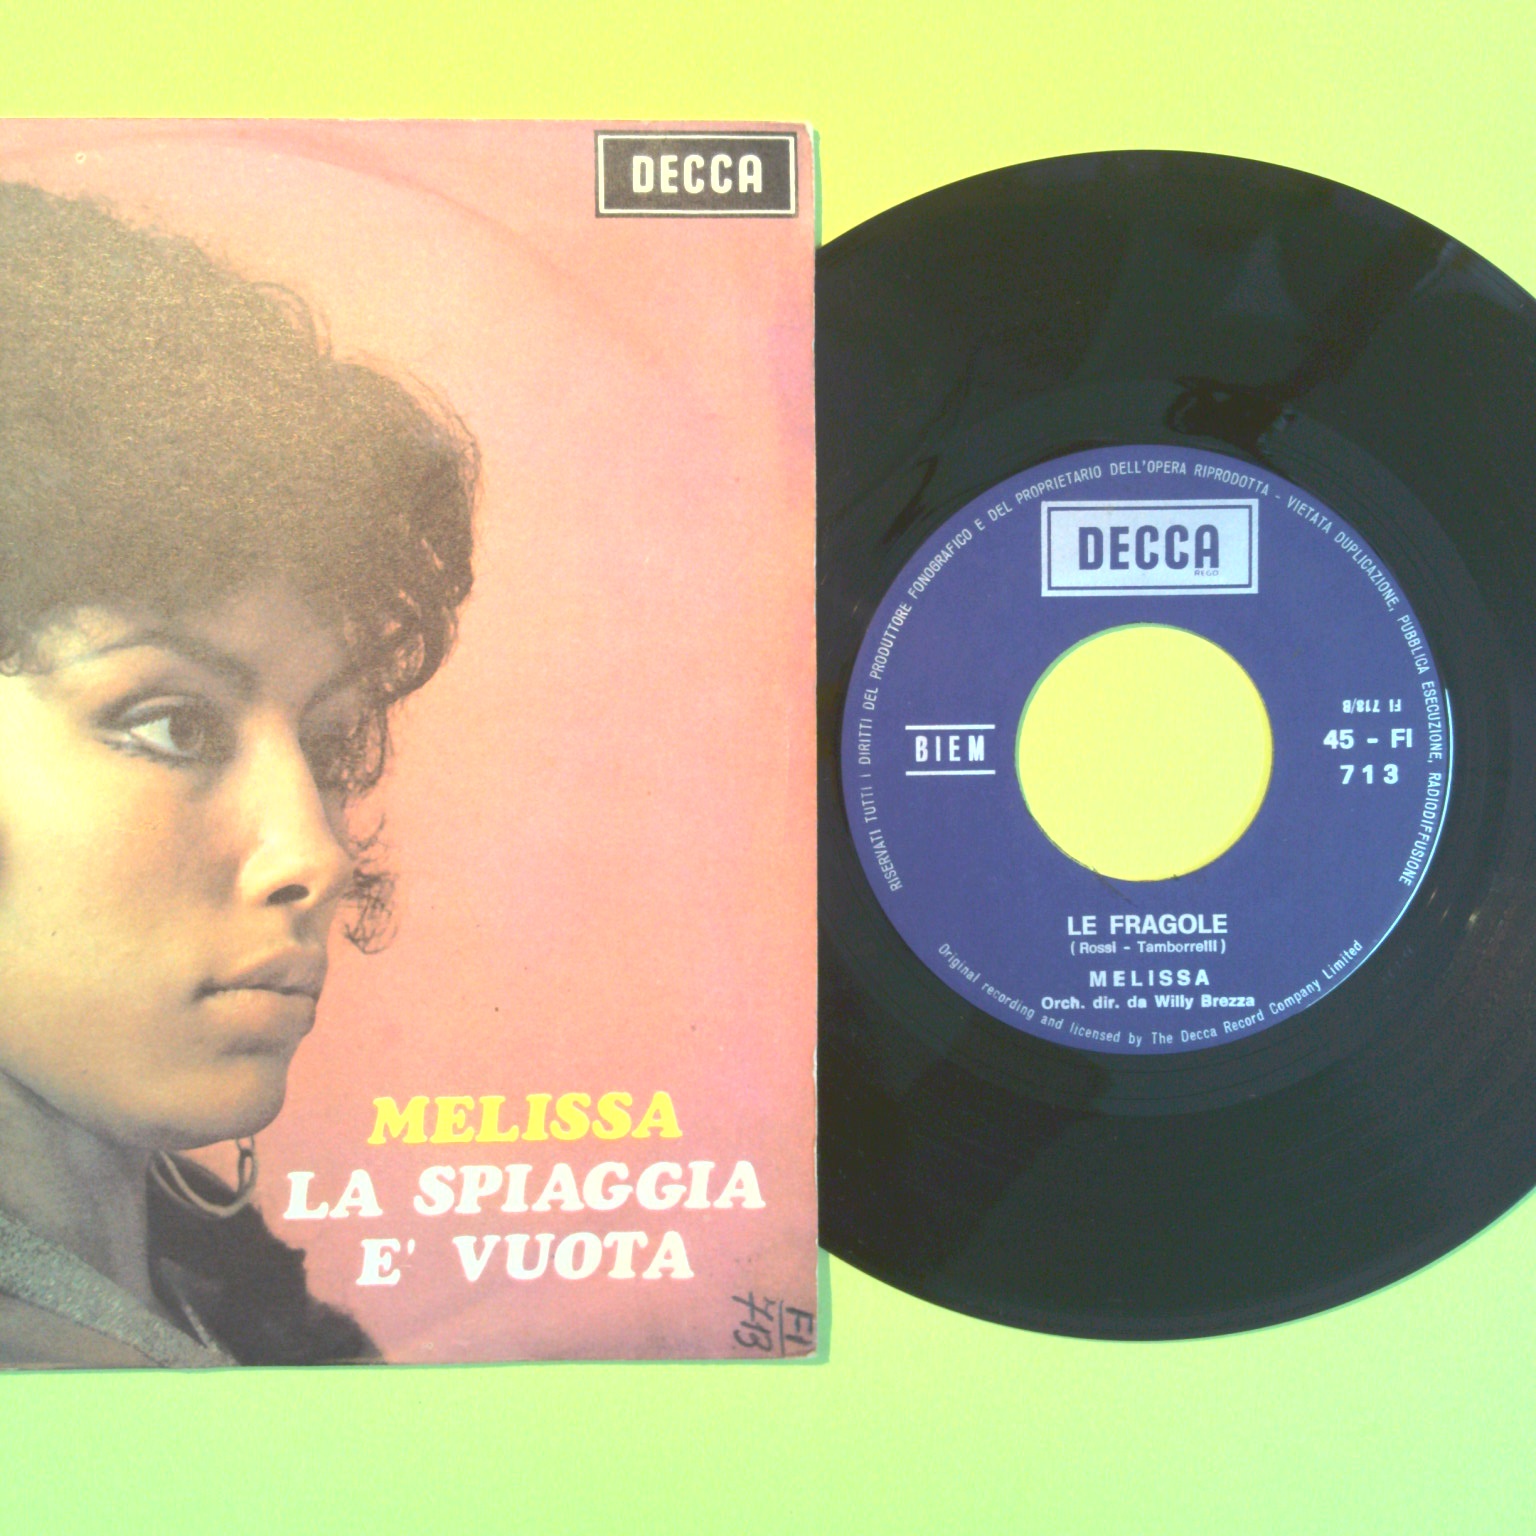 DECCA
MELISSA
LA SPIAGGIA
E' VUOTA
FI
713
RISERVATI TUTTI I DIRITTI DEL PRODUTTORE FONOGRAFICO E DEL PROPRIETARIO DELL'OPERA RIPRODOTTA - VIETATA DUPLICAZIONE, PUBBLICA ESECUZIONE, RADIODIFFUSIONE
DECCA
REGD
BIEM
FI 713/B
45 - FI
713
LE FRAGOLE
(Rossi - Tamborrelli)
MELISSA
Orch. dir. da Willy Brezza
Original recording and licensed by The Decca Record Company Limited